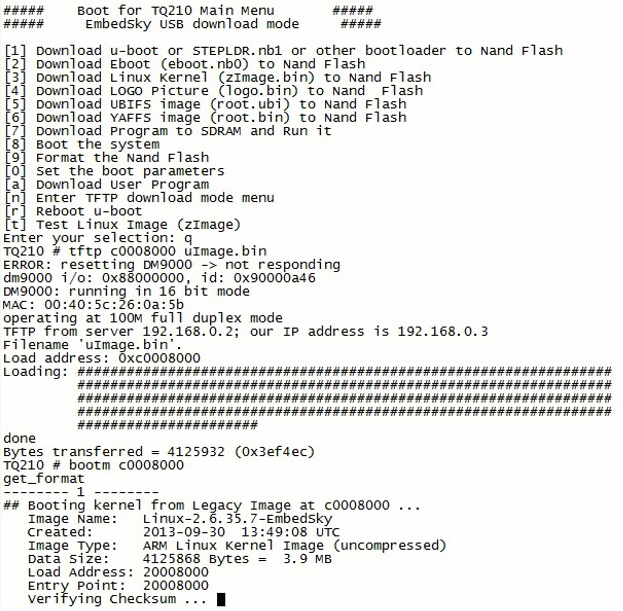 #####    Boot for TQ210 Main Menu    #####
#####    EmbedSky USB download mode    #####
[1] Download u-boot or STEPLDR.nb1 or other bootloader to Nand Flash
[2] Download Eboot (eboot.nb0) to Nand Flash
[3] Download Linux Kernel (zImage.bin) to Nand Flash
[4] Download LOGO Picture (logo.bin) to Nand  Flash
[5] Download UBIFS image (root.ubi) to Nand Flash
[6] Download YAFFS image (root.bin) to Nand Flash
[7] Download Program to SDRAM and Run it
[8] Boot the system
[9] Format the Nand Flash
[0] Set the boot parameters
[a] Download User Program
[n] Enter TFTP download mode menu
[r] Reboot u-boot
[t] Test Linux Image (zImage)
Enter your selection: q
TQ210 # tftp c0008000 uImage.bin
ERROR: resetting DM9000 -> not responding
dm9000 i/o: 0x88000000, id: 0x90000a46
DM9000: running in 16 bit mode
MAC: 00:40:5c:26:0a:5b
operating at 100M full duplex mode
TFTP from server 192.168.0.2; our IP address is 192.168.0.3
Filename 'uImage.bin'.
Load address: 0xc0008000
Loading: #################################################################
#################################################################
#################################################################
#################################################################
######################
done
Bytes transferred = 4125932 (0x3ef4ec)
TQ210 # bootm c0008000
get_format
-------- 1 --------
## Booting kernel from Legacy Image at c0008000 ...
Image Name:   Linux-2.6.35.7-EmbedSky
Created:      2013-09-30  13:49:08 UTC
Image Type:   ARM Linux Kernel Image (uncompressed)
Data Size:    4125868 Bytes =  3.9 MB
Load Address: 20008000
Entry Point:  20008000
Verifying Checksum ...